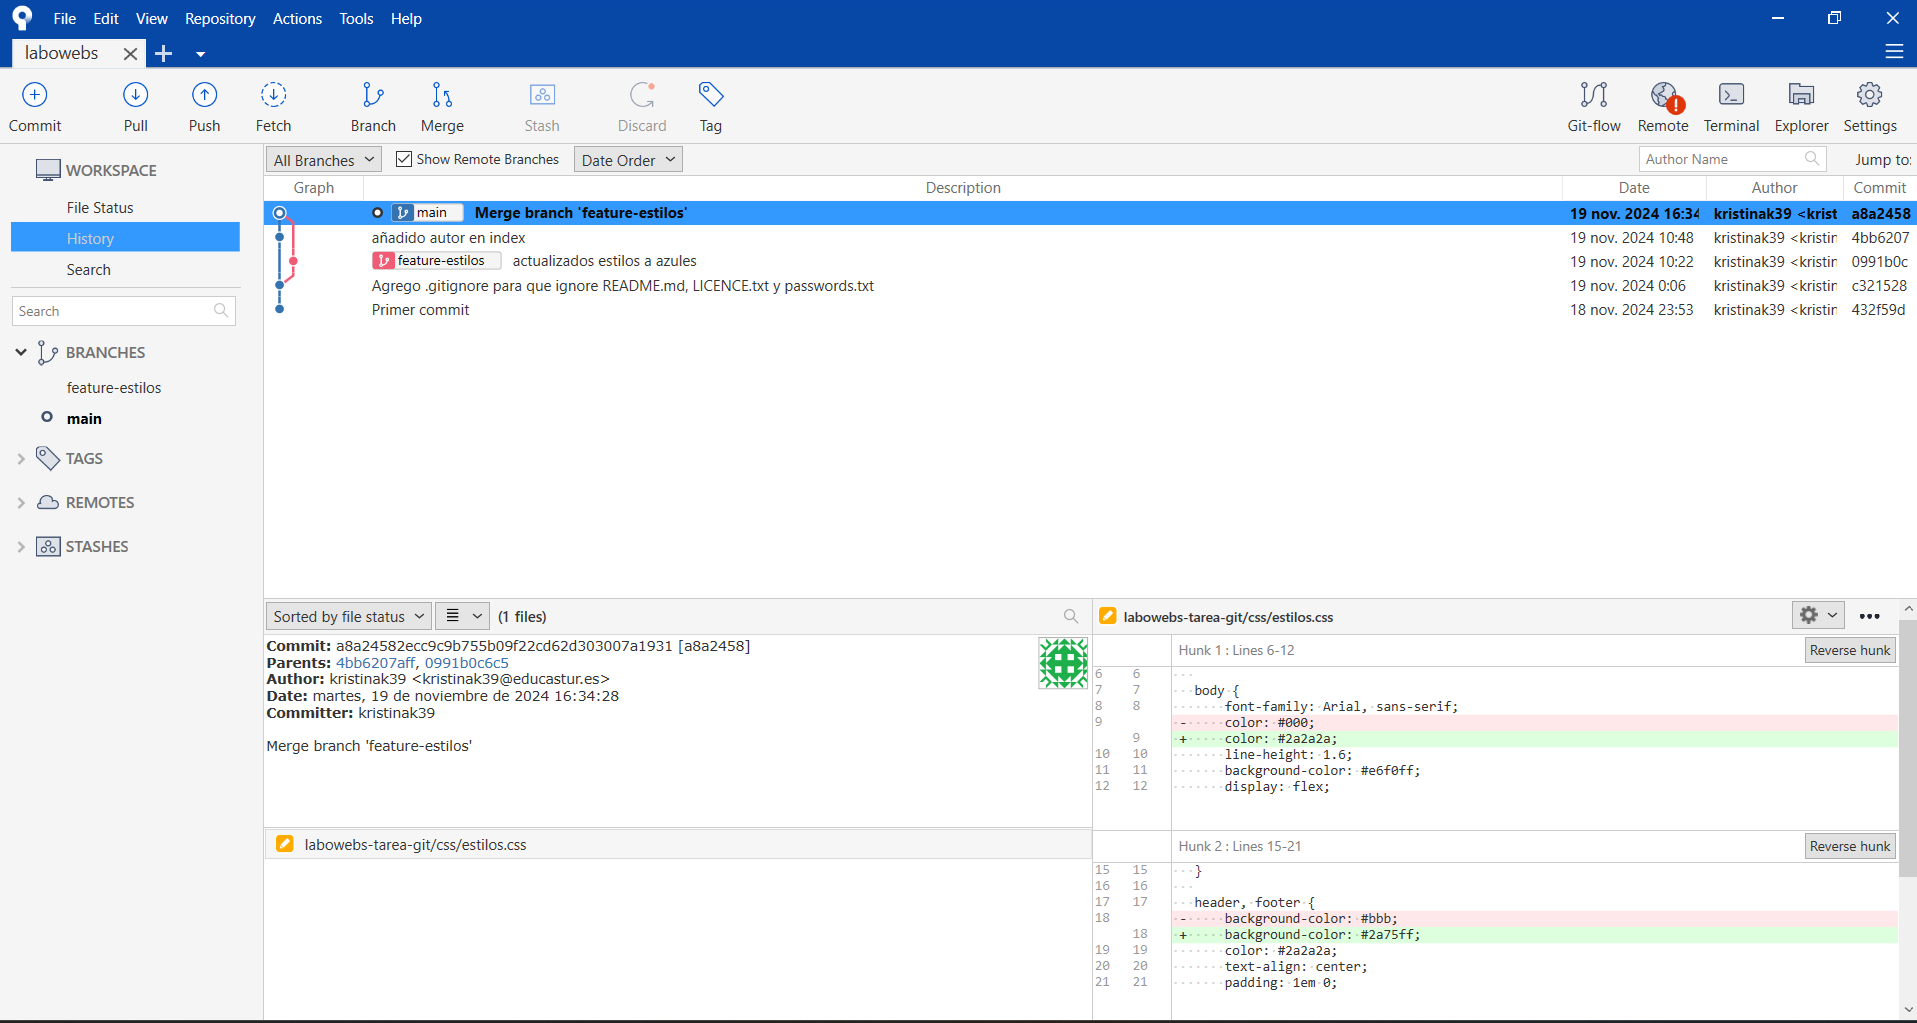 File Edit View Repository Actions Tools Help
labowebs
Commit Pull Push Fetch Branch Merge Stash Discard Tag Git-flow Remote Terminal Explorer Settings
WORKSPACE
File Status
History
Search
Search
BRANCHES
feature-estilos
main
TAGS
REMOTES
STASHES
All Branches Show Remote Branches Date Order Author Name Jump to:
Graph Description Date Author Commit
main Merge branch 'feature-estilos' 19 nov. 2024 16:34 kristinak39 <krist a8a2458
añadido autor en index 19 nov. 2024 10:48 kristinak39 <kristin 4bb6207
feature-estilos actualizados estilos a azules 19 nov. 2024 10:22 kristinak39 <kristin 0991b0c
Agrego .gitignore para que ignore README.md, LICENCE.txt y passwords.txt 19 nov. 2024 0:06 kristinak39 <kristin c321528
Primer commit 18 nov. 2024 23:53 kristinak39 <kristin 432f59d
Sorted by file status (1 files)
Commit: a8a24582ecc9c9b755b09f22cd62d303007a1931 [a8a2458]
Parents: 4bb6207aff, 0991b0c6c5
Author: kristinak39 <kristinak39@educastur.es>
Date: martes, 19 de noviembre de 2024 16:34:28
Committer: kristinak39
Merge branch 'feature-estilos'
labowebs-tarea-git/css/estilos.css
labowebs-tarea-git/css/estilos.css
Hunk 1 : Lines 6-12 Reverse hunk
6 6
7 7 body {
8 8 font-family: Arial, sans-serif;
9 - color: #000;
9 + color: #2a2a2a;
10 10 line-height: 1.6;
11 11 background-color: #e6f0ff;
12 12 display: flex;
Hunk 2 : Lines 15-21 Reverse hunk
15 15 }
16 16
17 17 header, footer {
18 - background-color: #bbb;
18 + background-color: #2a75ff;
19 19 color: #2a2a2a;
20 20 text-align: center;
21 21 padding: 1em 0;